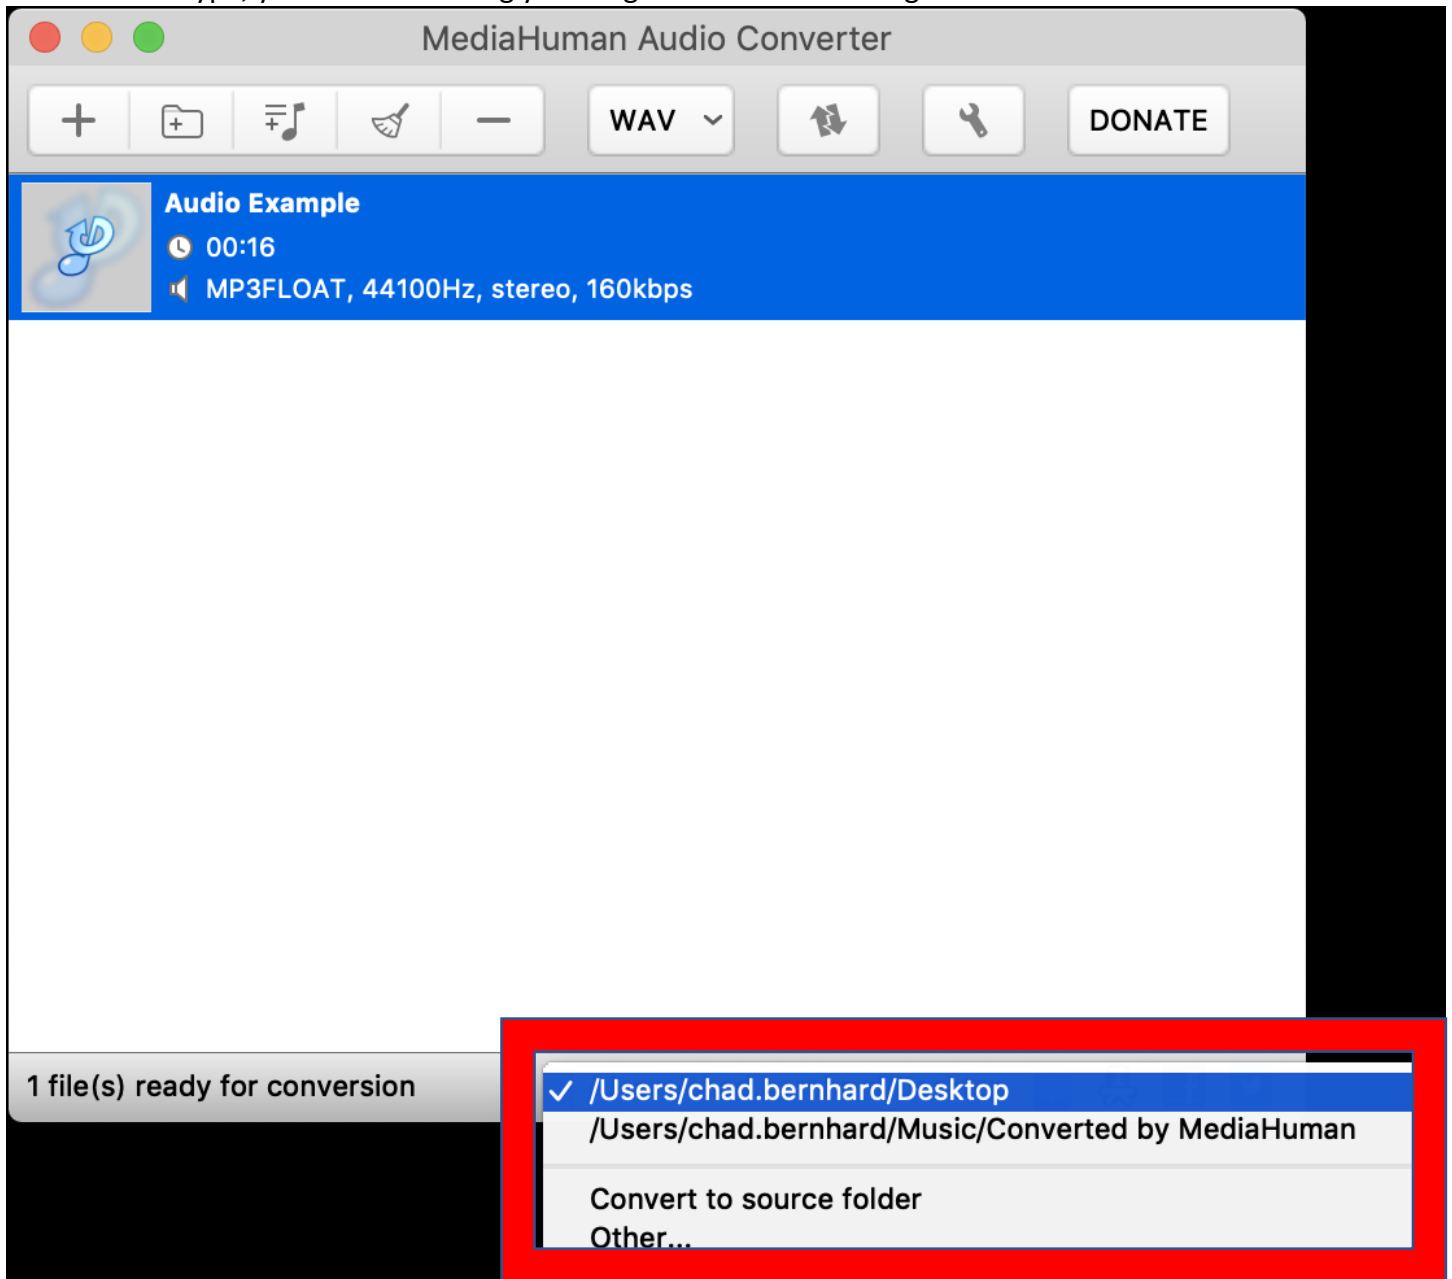 MediaHuman Audio Converter
WAV
DONATE
Audio Example
00:16
MP3FLOAT, 44100Hz, stereo, 160kbps
1 file(s) ready for conversion
/Users/chad.bernhard/Desktop
/Users/chad.bernhard/Music/Converted by MediaHuman
Convert to source folder
Other...